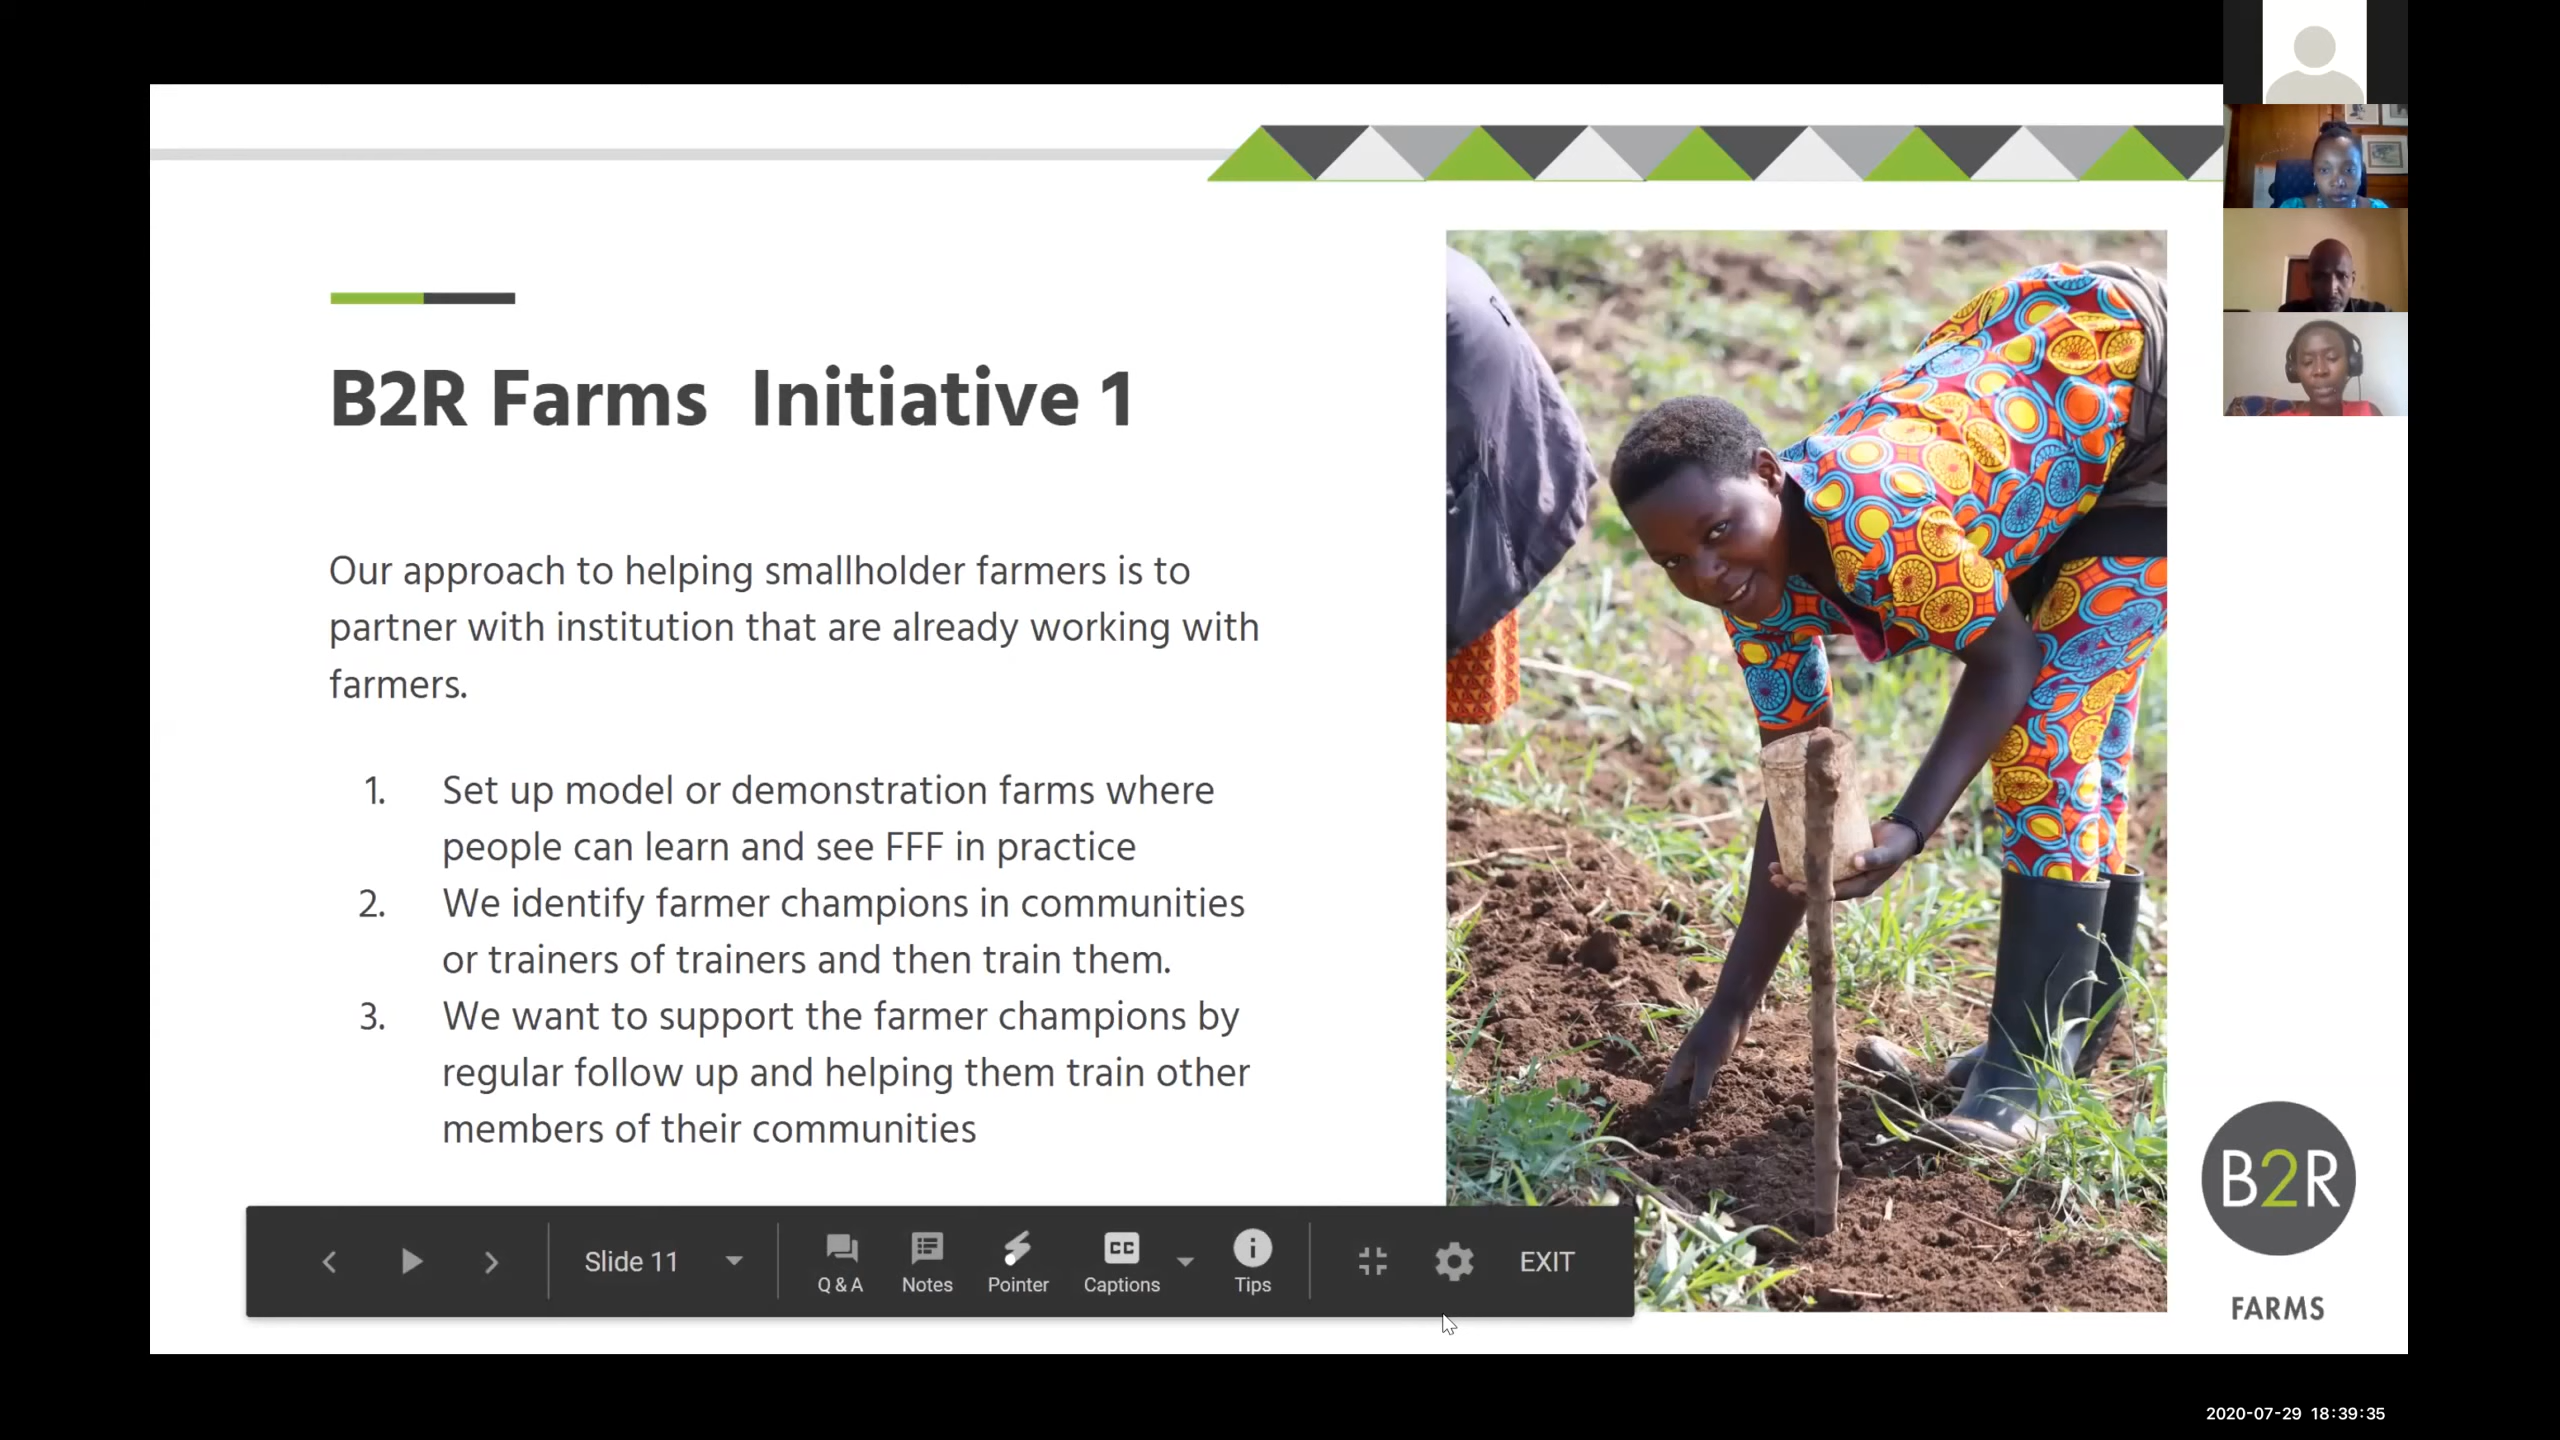 B2R Farms Initiative 1
Our approach to helping smallholder farmers is to
partner with institution that are already working with
farmers.
1. Set up model or demonstration farms where
people can learn and see FFF in practice
2. We identify farmer champions in communities
or trainers of trainers and then train them.
3. We want to support the farmer champions by
regular follow up and helping them train other
members of their communities
Slide 11
Q & A
Notes
Pointer
CC
Captions
Tips
EXIT
B2R
FARMS
2020-07-29 18:39:35